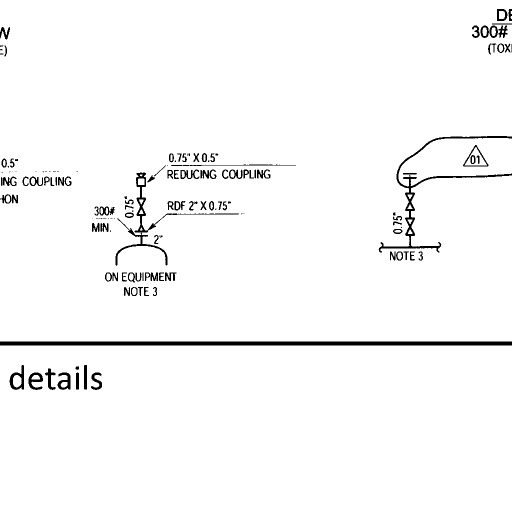 W
E)
DE
300#
(TOX
0.5"
ING COUPLING
HON
0.75" X 0.5"
REDUCING COUPLING
0.75"
300#
MIN.
RDF 2" X 0.75"
2"
ON EQUIPMENT
NOTE 3
01
0.75"
NOTE 3
details